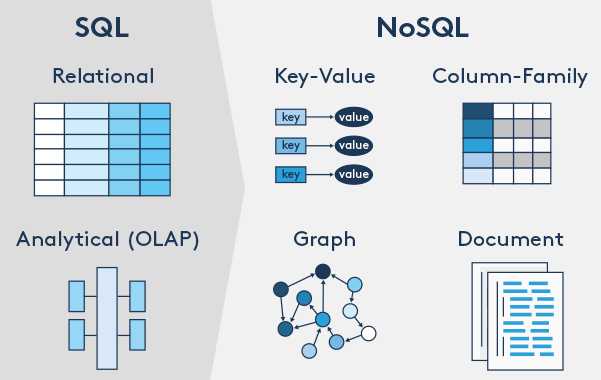 SQL
NoSQL
Relational
Key-Value
Column-Family
key
value
key
value
key
value
Analytical (OLAP)
Graph
Document